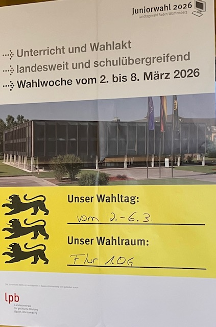 juniorwahl 2026
Unterricht und Wahlakt
landesweit und schulübergreifend
Wahlwoche vom 2. bis 8. März 2026
Unser Wahltag:
vom 2.-6.3
Unser Wahlraum:
Flur 10G
lpb